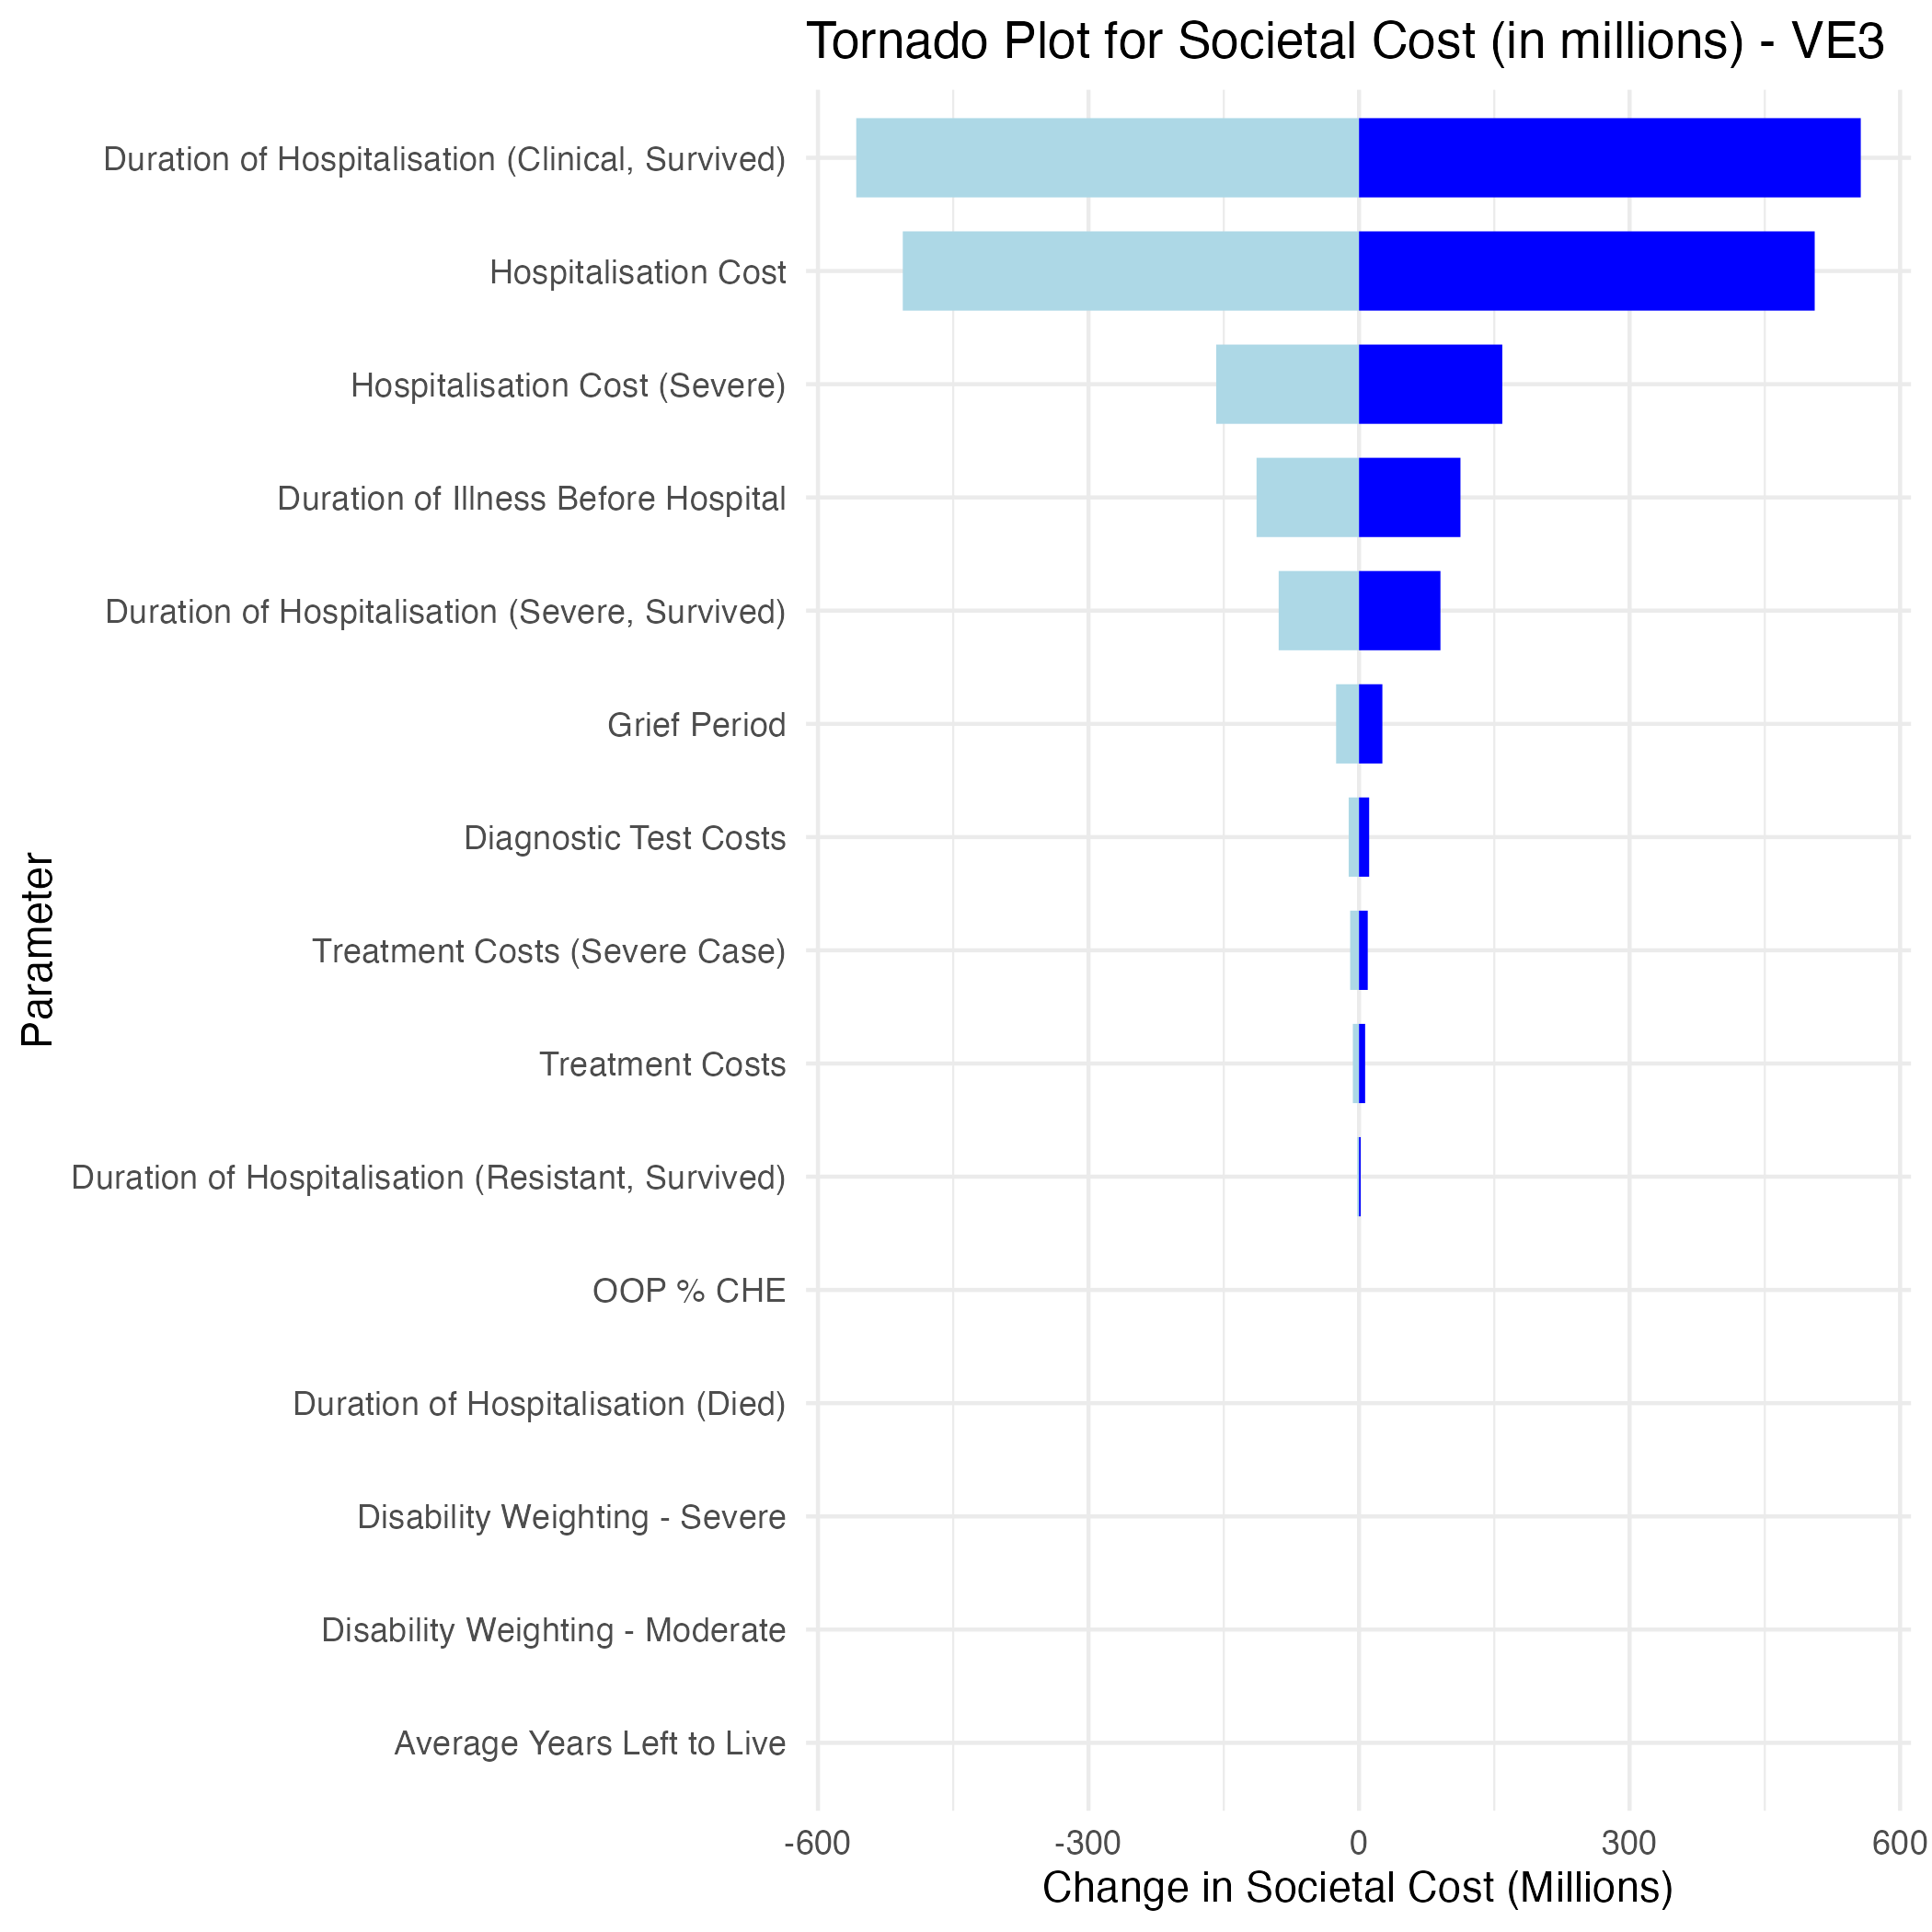 Tornado Plot for Societal Cost (in millions) - VE3
Duration of Hospitalisation (Clinical, Survived)
Hospitalisation Cost
Hospitalisation Cost (Severe)
Duration of Illness Before Hospital
Duration of Hospitalisation (Severe, Survived)
Grief Period
Diagnostic Test Costs
Treatment Costs (Severe Case)
Treatment Costs
Duration of Hospitalisation (Resistant, Survived)
OOP % CHE
Duration of Hospitalisation (Died)
Disability Weighting - Severe
Disability Weighting - Moderate
Average Years Left to Live
Parameter
-600 -300 0 300 600
Change in Societal Cost (Millions)